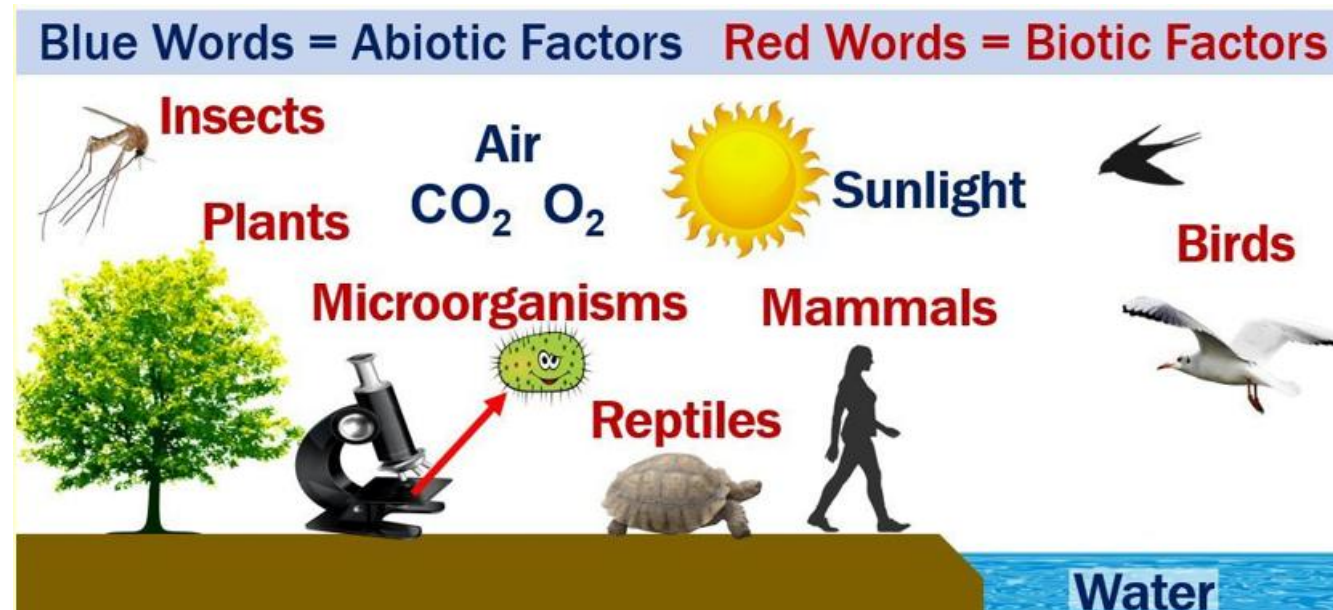 Blue Words = Abiotic Factors Red Words = Biotic Factors
Insects
Air
CO₂ O₂
Sunlight
Plants
Birds
Microorganisms
Mammals
Reptiles
Water